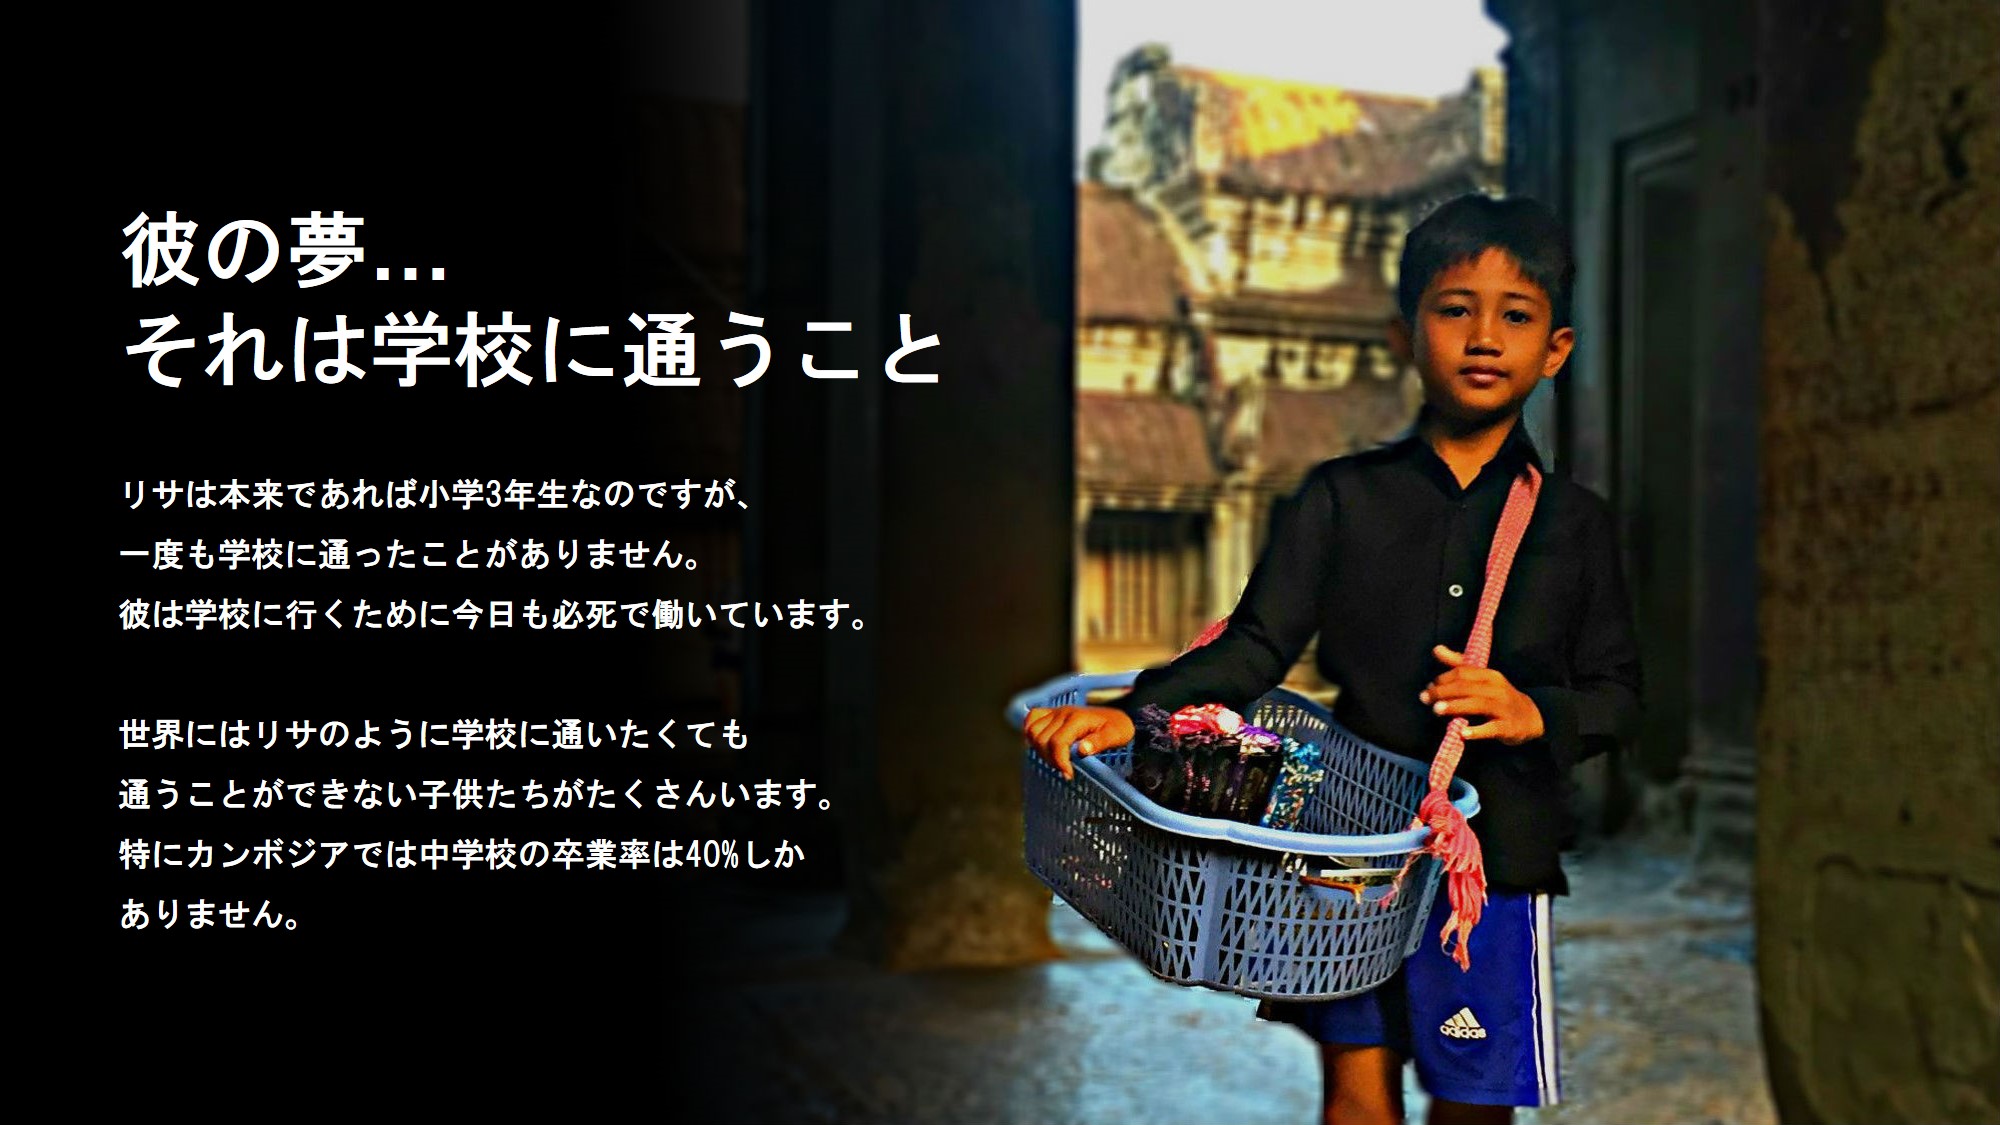 彼の夢...
それは学校に通うこと
リサは本来であれば小学3年生なのですが、
一度も学校に通ったことがありません。
彼は学校に行くために今日も必死で働いています。
世界にはリサのように学校に通いたくても
通うことができない子供たちがたくさんいます。
特にカンボジアでは中学校の卒業率は40%しか
ありません。
adidas